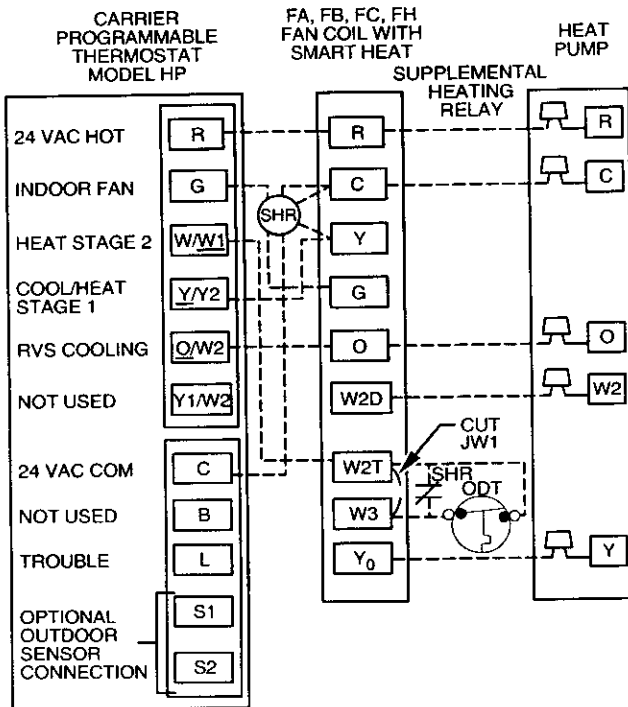 CARRIER
PROGRAMMABLE
THERMOSTAT
MODEL HP
FA, FB, FC, FH
FAN COIL WITH
SMART HEAT
SUPPLEMENTAL
HEATING
RELAY
HEAT
PUMP
24 VAC HOT
R
R
R
INDOOR FAN
G
C
C
SHR
HEAT STAGE 2
W/W1
Y
COOL/HEAT
STAGE 1
Y/Y2
G
RVS COOLING
O/W2
O
O
NOT USED
Y1/W2
W2D
W2
CUT
JW1
24 VAC COM
C
W2T
SHR
ODT
NOT USED
B
W3
TROUBLE
L
Y0
Y
OPTIONAL
OUTDOOR
SENSOR
CONNECTION
S1
S2